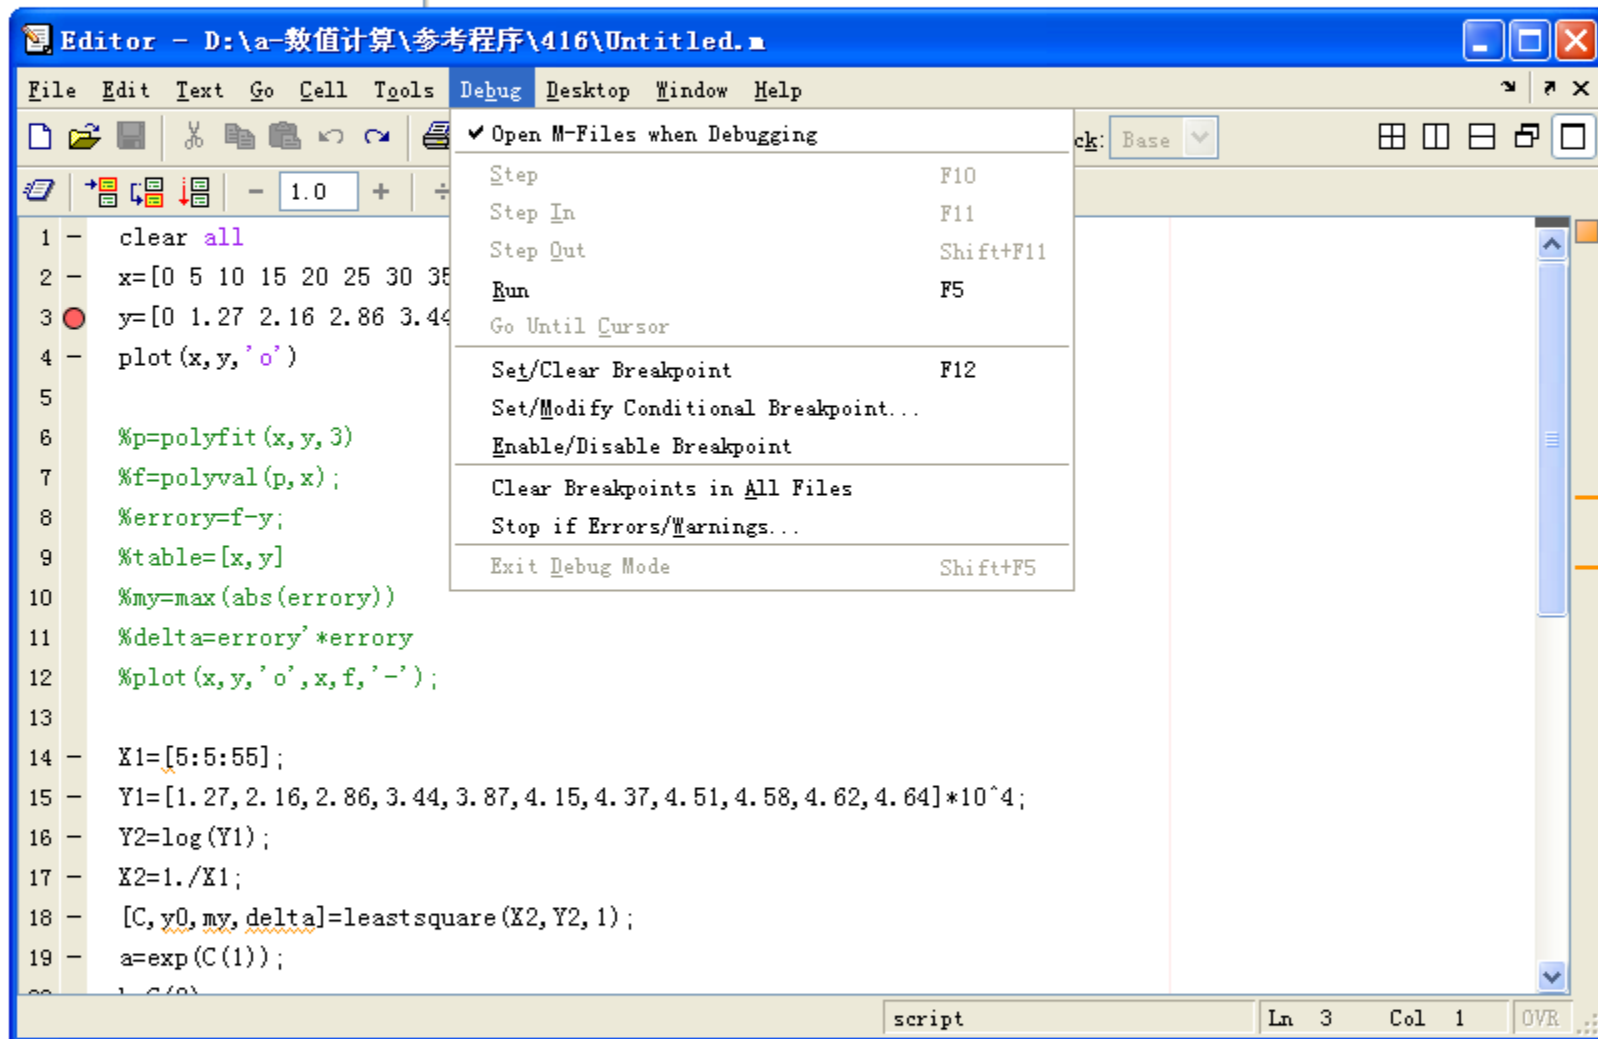 Editor - D:\a-数值计算\参考程序\416\Untitled.m
File Edit Text Go Cell Tools Debug Desktop Window Help
ck: Base
1.0
Open M-Files when Debugging
Step F10
Step In F11
Step Out Shift+F11
Run F5
Go Until Cursor
Set/Clear Breakpoint F12
Set/Modify Conditional Breakpoint...
Enable/Disable Breakpoint
Clear Breakpoints in All Files
Stop if Errors/Warnings...
Exit Debug Mode Shift+F5
1 - clear all
2 - x=[0 5 10 15 20 25 30 35
3 y=[0 1.27 2.16 2.86 3.44
4 - plot(x,y,'o')
5
6 %p=polyfit(x,y,3)
7 %f=polyval(p,x);
8 %errory=f-y;
9 %table=[x,y]
10 %my=max(abs(errory))
11 %delta=errory'*errory
12 %plot(x,y,'o',x,f,'-');
13
14 - X1=[5:5:55];
15 - Y1=[1.27,2.16,2.86,3.44,3.87,4.15,4.37,4.51,4.58,4.62,4.64]*10^4;
16 - Y2=log(Y1);
17 - X2=1./X1;
18 - [C,y0,my,delta]=leastsquare(X2,Y2,1);
19 - a=exp(C(1));
script Ln 3 Col 1 OVR